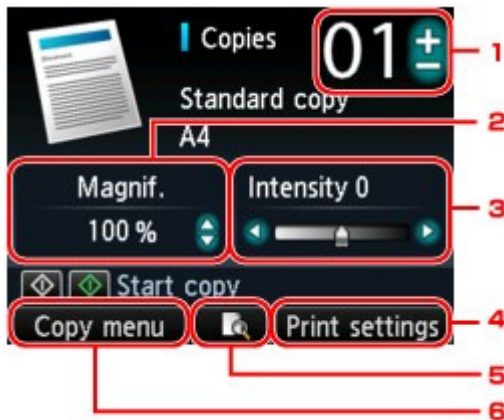 Copies
01
+
−
Standard copy
A4
Magnif.
100 %
Intensity 0
Start copy
Copy menu
Print settings
1
2
3
4
5
6